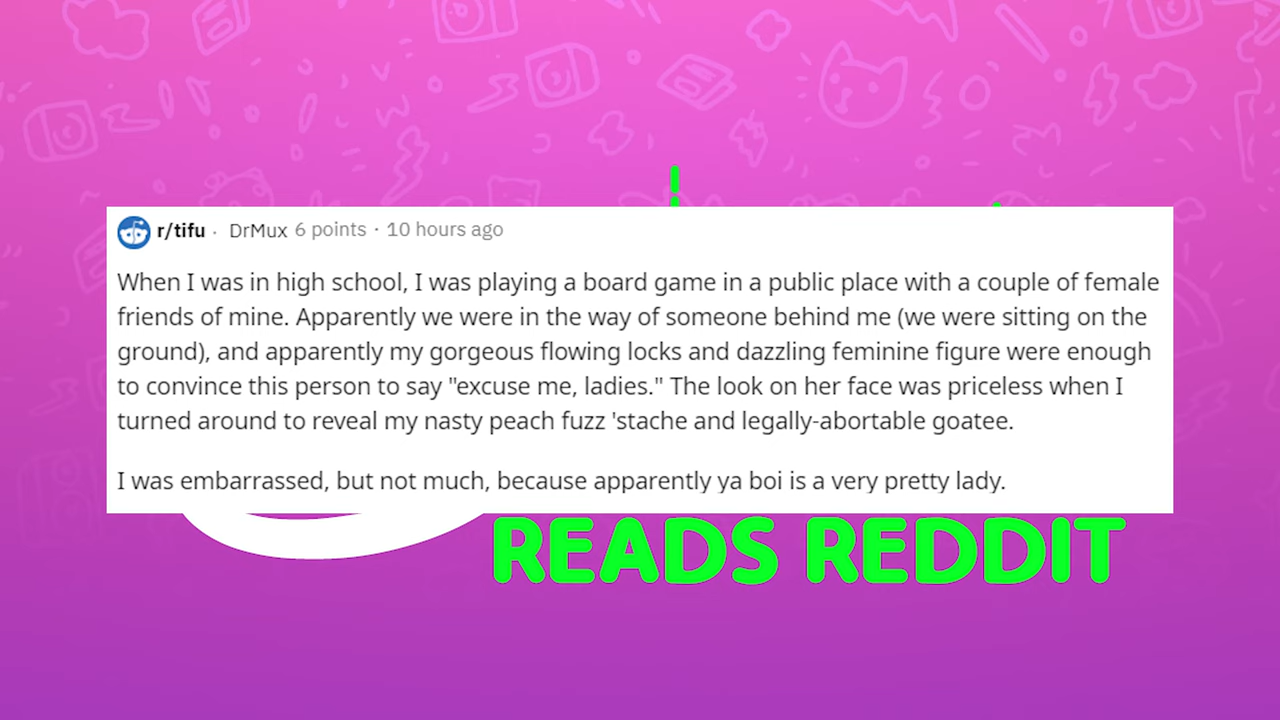 r/tifu · DrMux 6 points · 10 hours ago
When I was in high school, I was playing a board game in a public place with a couple of female
friends of mine. Apparently we were in the way of someone behind me (we were sitting on the
ground), and apparently my gorgeous flowing locks and dazzling feminine figure were enough
to convince this person to say "excuse me, ladies." The look on her face was priceless when I
turned around to reveal my nasty peach fuzz 'stache and legally-abortable goatee.
I was embarrassed, but not much, because apparently ya boi is a very pretty lady.
READS REDDIT